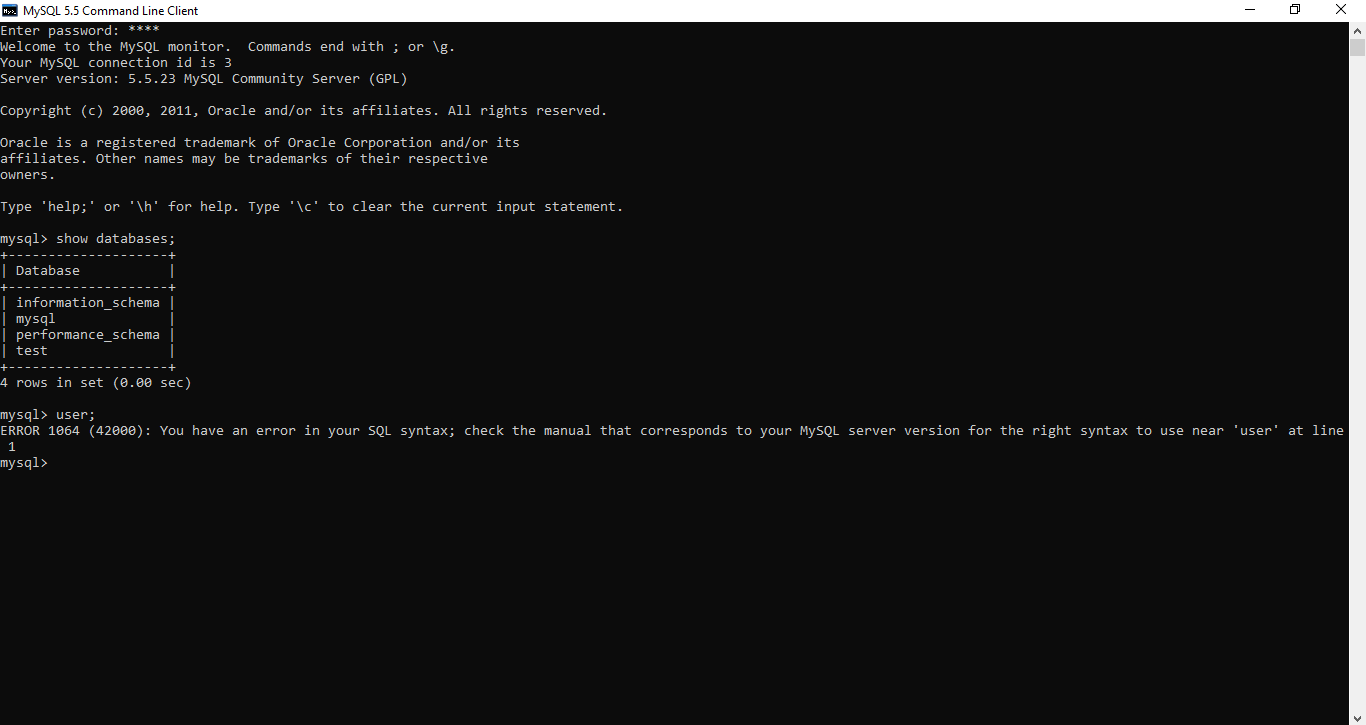 MySQL 5.5 Command Line Client
Enter password: ****
Welcome to the MySQL monitor.  Commands end with ; or \g.
Your MySQL connection id is 3
Server version: 5.5.23 MySQL Community Server (GPL)
Copyright (c) 2000, 2011, Oracle and/or its affiliates. All rights reserved.
Oracle is a registered trademark of Oracle Corporation and/or its
affiliates. Other names may be trademarks of their respective
owners.
Type 'help;' or '\h' for help. Type '\c' to clear the current input statement.
mysql> show databases;
+--------------------+
| Database           |
+--------------------+
| information_schema |
| mysql              |
| performance_schema |
| test               |
+--------------------+
4 rows in set (0.00 sec)
mysql> user;
ERROR 1064 (42000): You have an error in your SQL syntax; check the manual that corresponds to your MySQL server version for the right syntax to use near 'user' at line
 1
mysql>